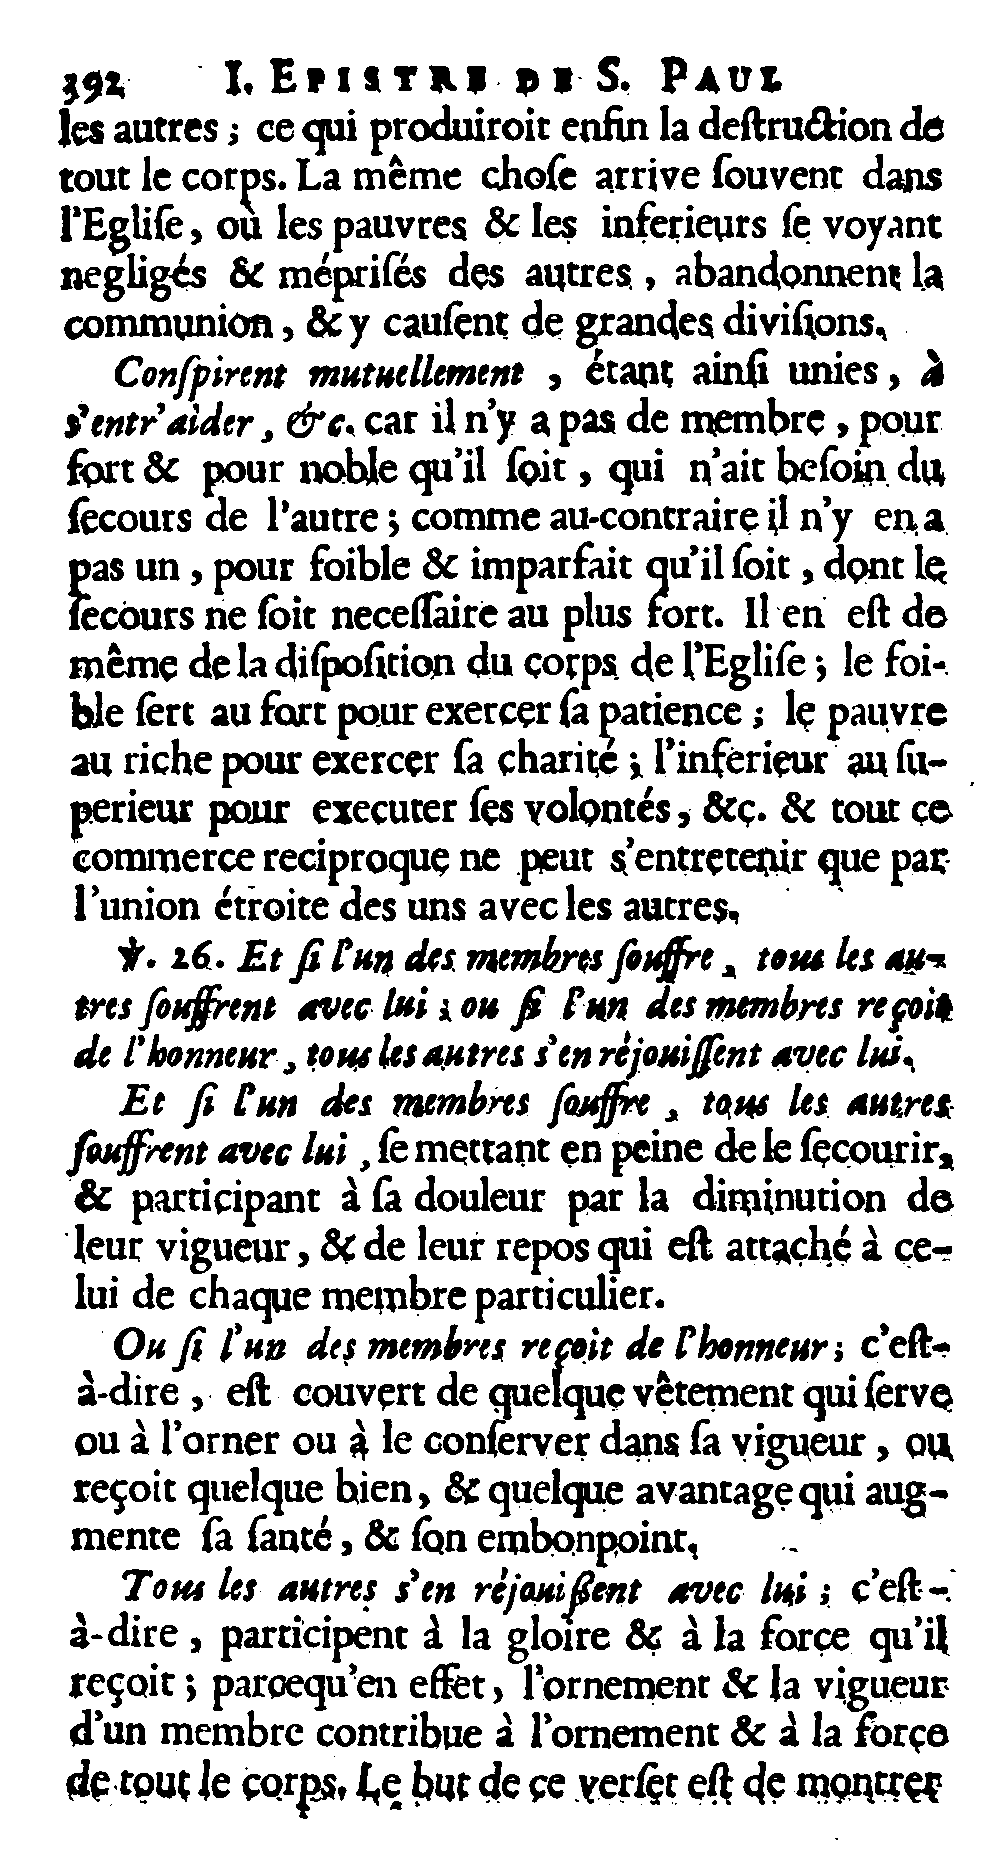 392 I. EPISTRE DE S. PAUL
les autres ; ce qui produiroit enfin la deſtruction de
tout le corps. La même choſe arrive ſouvent dans
l'Egliſe, où les pauvres & les inferieurs ſe voyant
negligés & mépriſés des autres, abandonnent la
communion, & y cauſent de grandes diviſions.
Conſpirent mutuellement, étant ainſi unies, à
s'entr'aider, &c. car il n'y a pas de membre, pour
fort & pour noble qu'il ſoit, qui n'ait beſoin du
ſecours de l'autre ; comme au-contraire il n'y en a
pas un, pour foible & imparfait qu'il ſoit, dont le
ſecours ne ſoit neceſſaire au plus fort. Il en eſt de
même de la diſpoſition du corps de l'Egliſe ; le foi-
ble ſert au fort pour exercer ſa patience ; le pauvre
au riche pour exercer ſa charité ; l'inferieur au ſu-
perieur pour executer ſes volontés, &c. & tout ce
commerce reciproque ne peut s'entretenir que par
l'union étroite des uns avec les autres.
℣. 26. Et ſi l'un des membres ſouffre, tous les au-
tres ſouffrent avec lui ; ou ſi l'un des membres reçoit
de l'honneur, tous les autres s'en réjouiſſent avec lui.
Et ſi l'un des membres ſouffre, tous les autres
ſouffrent avec lui, ſe mettant en peine de le ſecourir,
& participant à ſa douleur par la diminution de
leur vigueur, & de leur repos qui eſt attaché à ce-
lui de chaque membre particulier.
Ou ſi l'un des membres reçoit de l'honneur ; c'eſt-
à-dire, eſt couvert de quelque vêtement qui ſerve
ou à l'orner ou à le conſerver dans ſa vigueur, ou
reçoit quelque bien, & quelque avantage qui aug-
mente ſa ſanté, & ſon embonpoint.
Tous les autres s'en réjouißent avec lui ; c'eſt-
à-dire, participent à la gloire & à la force qu'il
reçoit ; parcequ'en effet, l'ornement & la vigueur
d'un membre contribue à l'ornement & à la force
de tout le corps. Le but de ce verſet eſt de montrer